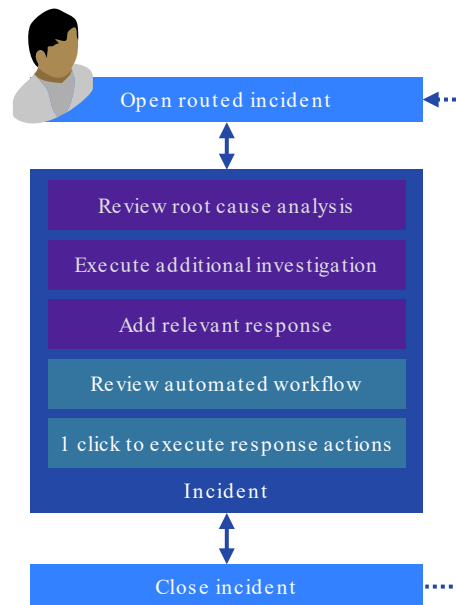 Open routed incident
Review root cause analysis
Execute additional investigation
Add relevant response
Review automated workflow
1 click to execute response actions
Incident
Close incident